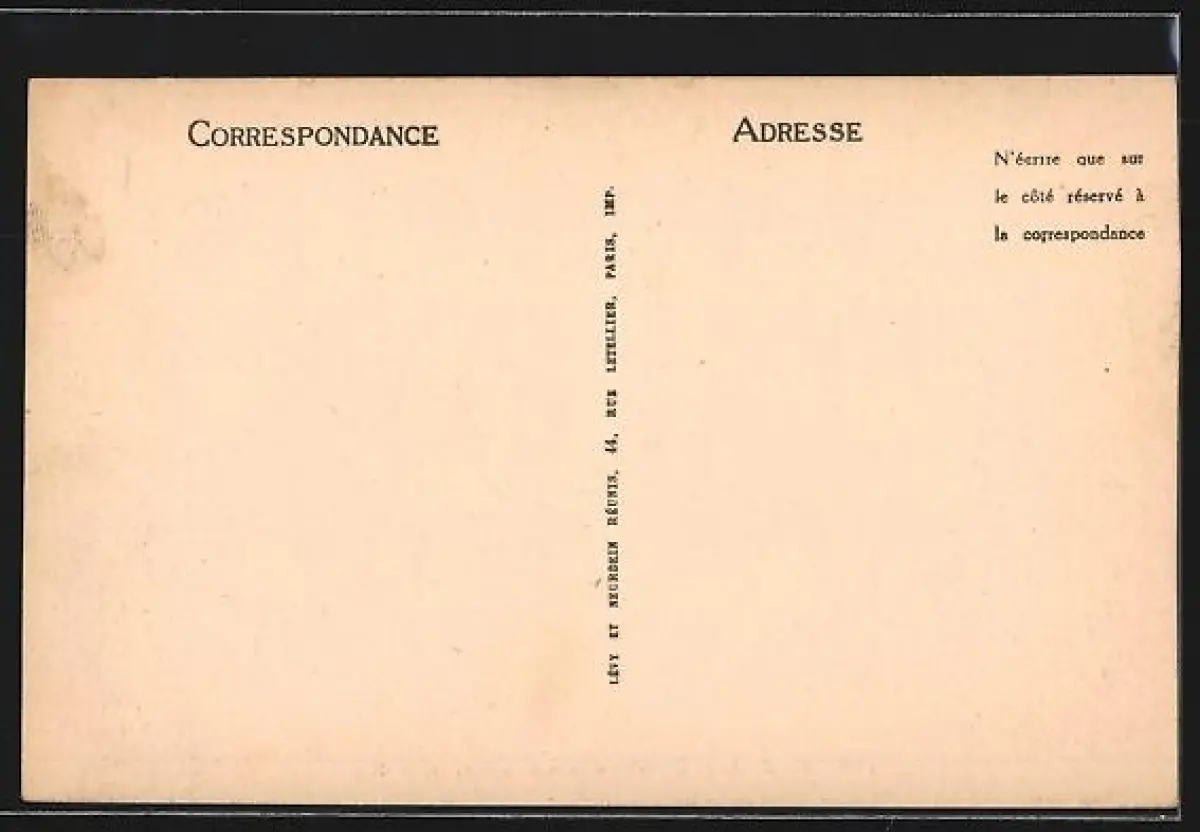 CORRESPONDANCE
ADRESSE
N'écrire que sur
le côté réservé à
la correspondance
LÉVY ET NEURDEIN RÉUNIS, 44, RUE LETELLIER, PARIS, IMP.